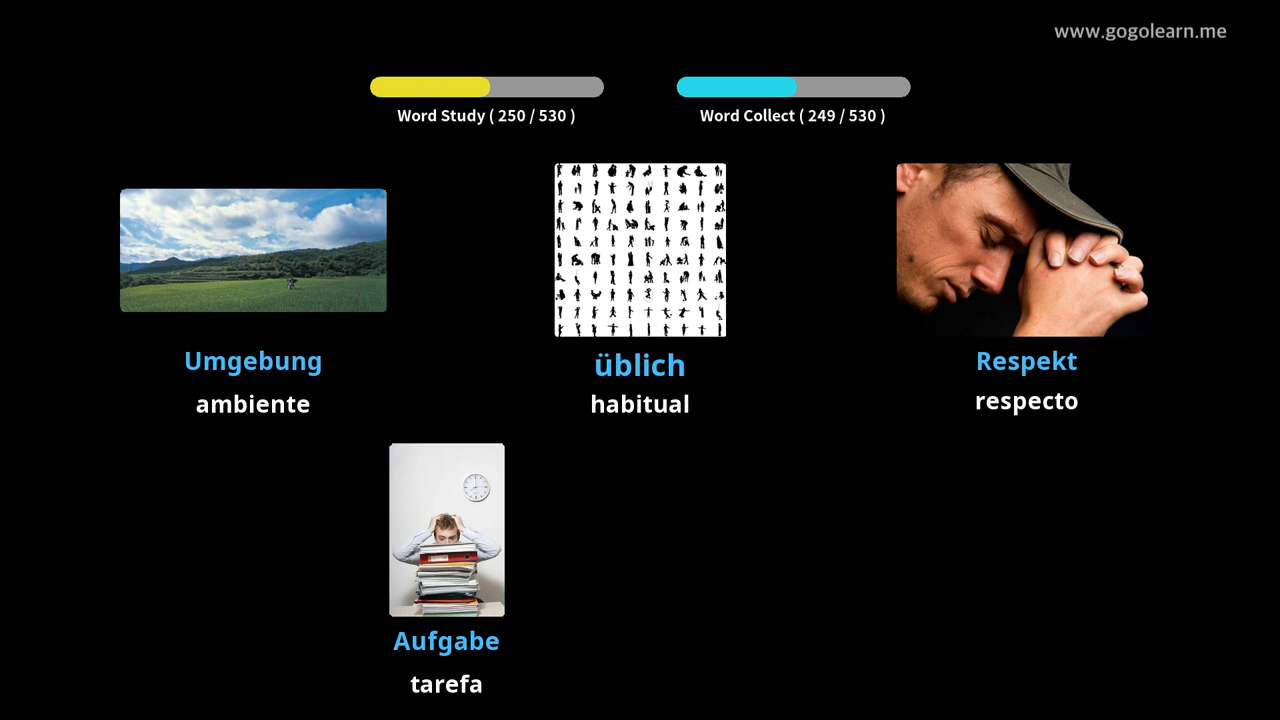 www.gogolearn.me
Word Study ( 250 / 530 )
Word Collect ( 249 / 530 )
Umgebung
ambiente
üblich
habitual
Respekt
respecto
Aufgabe
tarefa